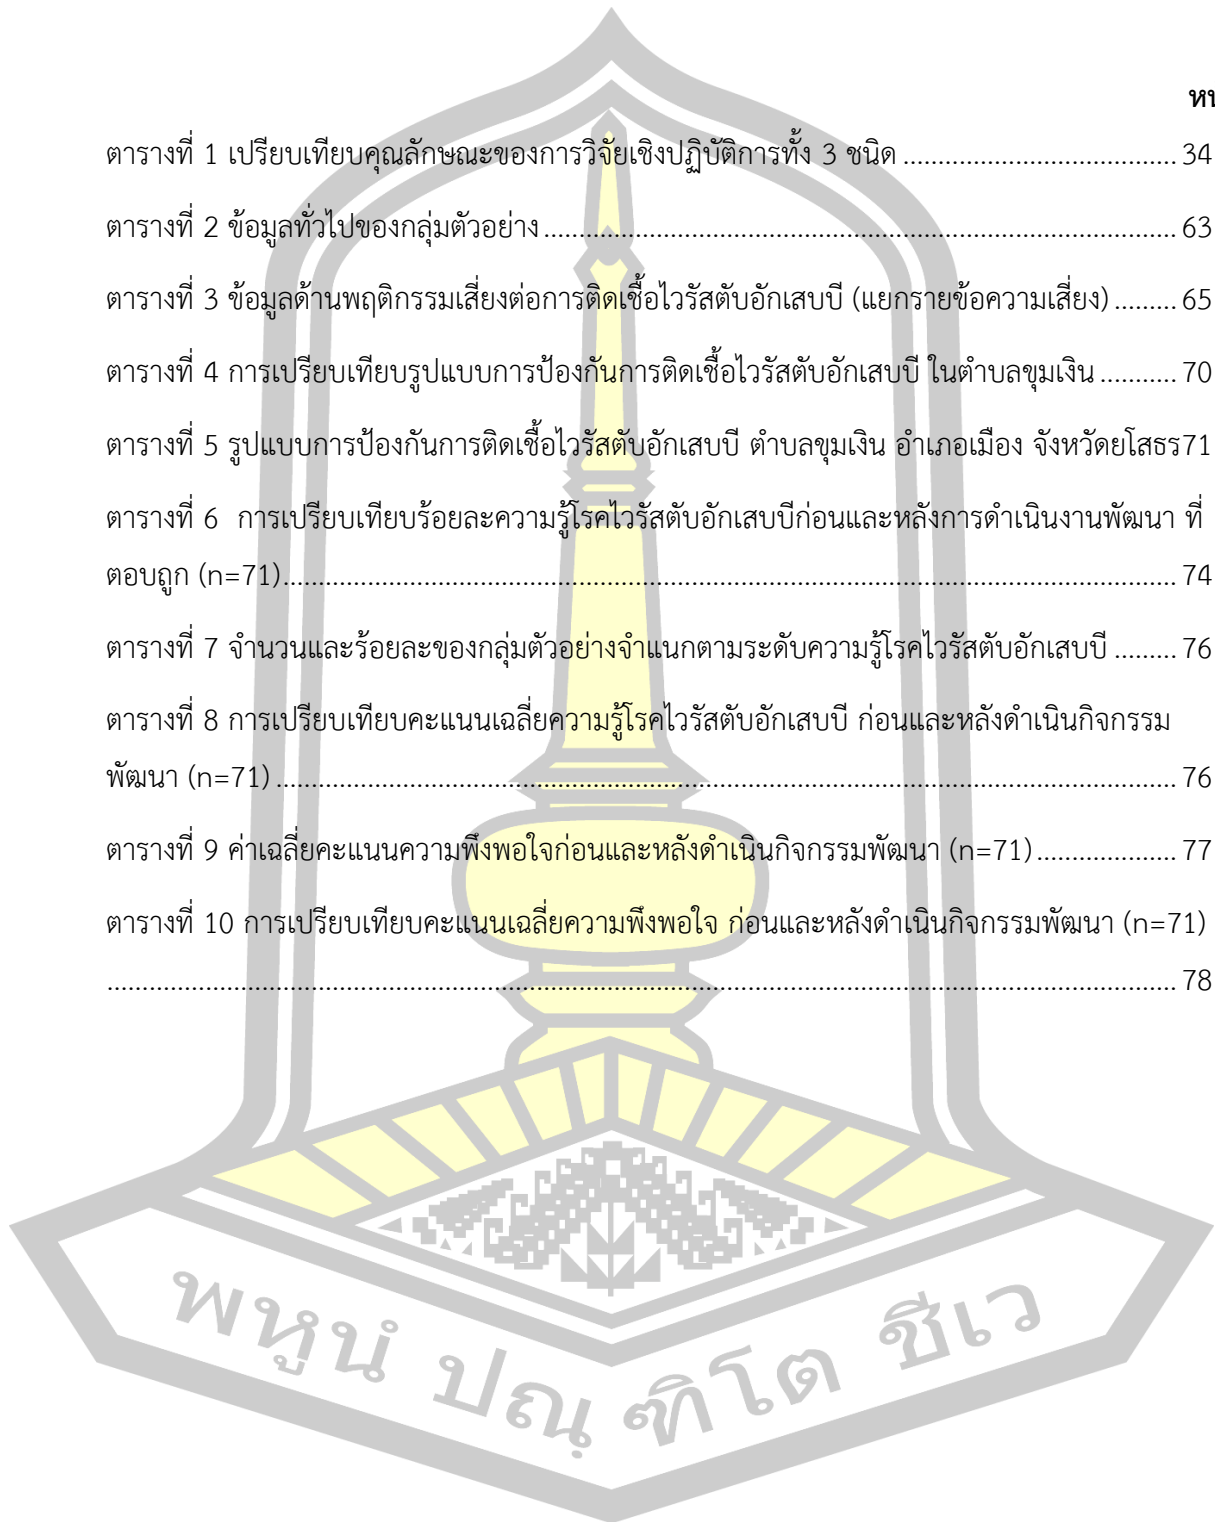 ตารางที่ 1 เปรียบเทียบคุณลักษณะของการวิจัยเชิงปฏิบัติการทั้ง 3 ชนิด ....................................... 34
ตารางที่ 2 ข้อมูลทั่วไปของกลุ่มตัวอย่าง ........................................................................................... 63
ตารางที่ 3 ข้อมูลด้านพฤติกรรมเสี่ยงต่อการติดเชื้อไวรัสตับอักเสบบี (แยกรายข้อความเสี่ยง) ......... 65
ตารางที่ 4 การเปรียบเทียบรูปแบบการป้องกันการติดเชื้อไวรัสตับอักเสบบี ในตำบลขุมเงิน ........... 70
ตารางที่ 5 รูปแบบการป้องกันการติดเชื้อไวรัสตับอักเสบบี ตำบลขุมเงิน อำเภอเมือง จังหวัดยโสธร71
ตารางที่ 6  การเปรียบเทียบร้อยละความรู้โรคไวรัสตับอักเสบบีก่อนและหลังการดำเนินงานพัฒนา ที่
ตอบถูก (n=71)................................................................................................................................ 74
ตารางที่ 7 จำนวนและร้อยละของกลุ่มตัวอย่างจำแนกตามระดับความรู้โรคไวรัสตับอักเสบบี ......... 76
ตารางที่ 8 การเปรียบเทียบคะแนนเฉลี่ยความรู้โรคไวรัสตับอักเสบบี ก่อนและหลังดำเนินกิจกรรม
พัฒนา (n=71) ................................................................................................................................. 76
ตารางที่ 9 ค่าเฉลี่ยคะแนนความพึงพอใจก่อนและหลังดำเนินกิจกรรมพัฒนา (n=71) .................... 77
ตารางที่ 10 การเปรียบเทียบคะแนนเฉลี่ยความพึงพอใจ ก่อนและหลังดำเนินกิจกรรมพัฒนา (n=71)
......................................................................................................................................................... 78
พหูนํ ปณฺฑิโต ชีเว